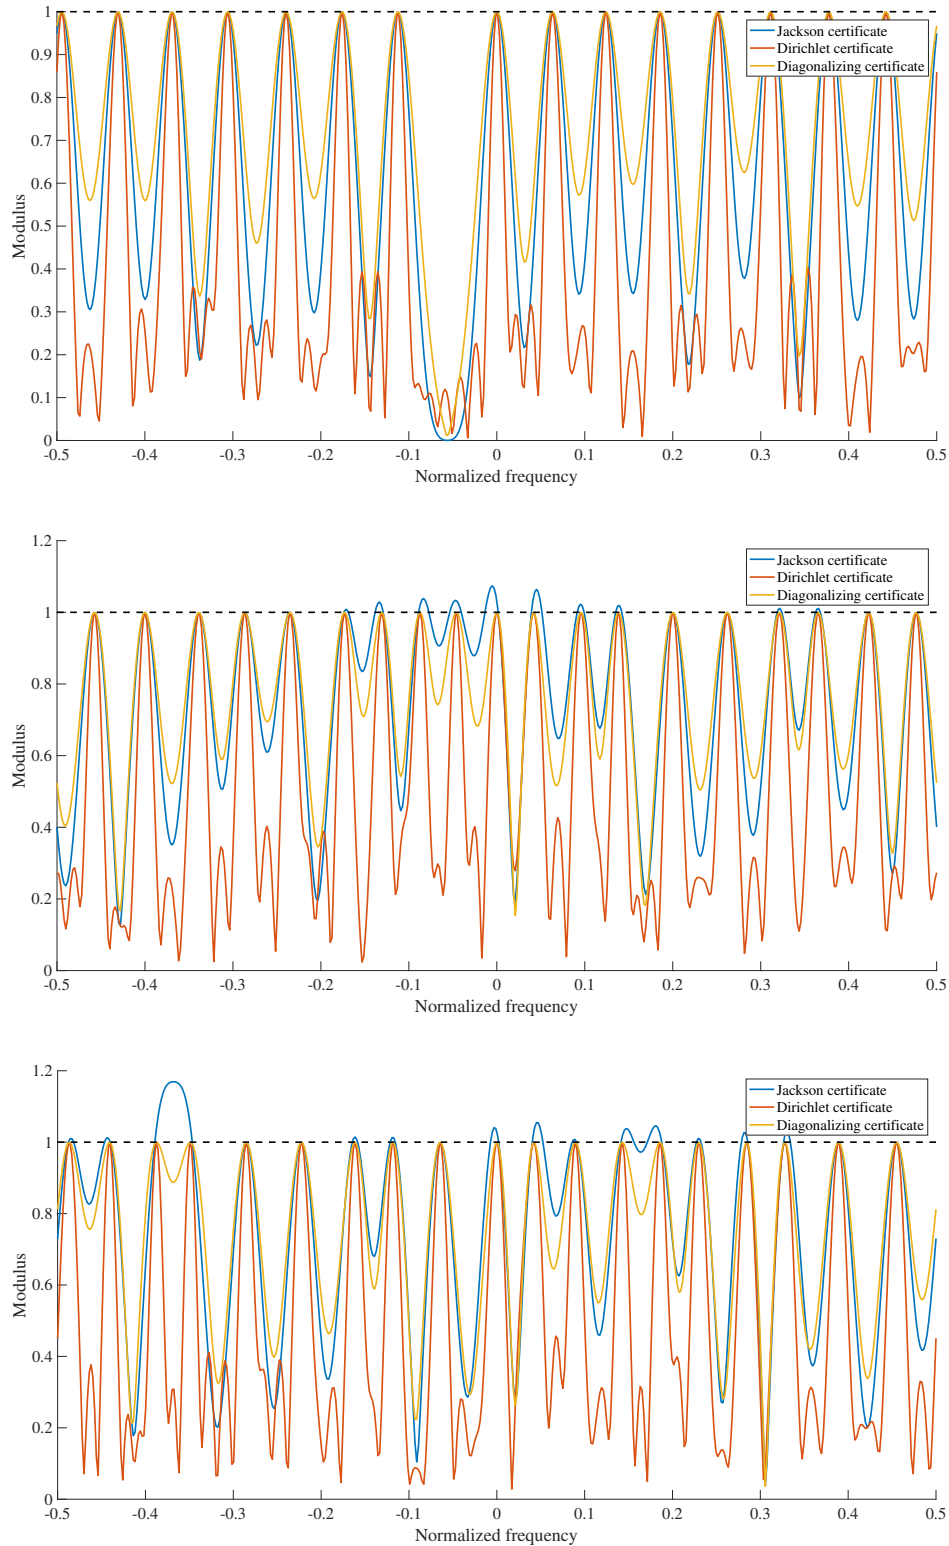 1
0.9
0.8
0.7
0.6
0.5
0.4
0.3
0.2
0.1
0
Modulus
Jackson certificate
Dirichlet certificate
Diagonalizing certificate
-0.5 -0.4 -0.3 -0.2 -0.1 0 0.1 0.2 0.3 0.4 0.5
Normalized frequency
1.2
1
0.8
0.6
0.4
0.2
0
Modulus
Jackson certificate
Dirichlet certificate
Diagonalizing certificate
-0.5 -0.4 -0.3 -0.2 -0.1 0 0.1 0.2 0.3 0.4 0.5
Normalized frequency
1.2
1
0.8
0.6
0.4
0.2
0
Modulus
Jackson certificate
Dirichlet certificate
Diagonalizing certificate
-0.5 -0.4 -0.3 -0.2 -0.1 0 0.1 0.2 0.3 0.4 0.5
Normalized frequency